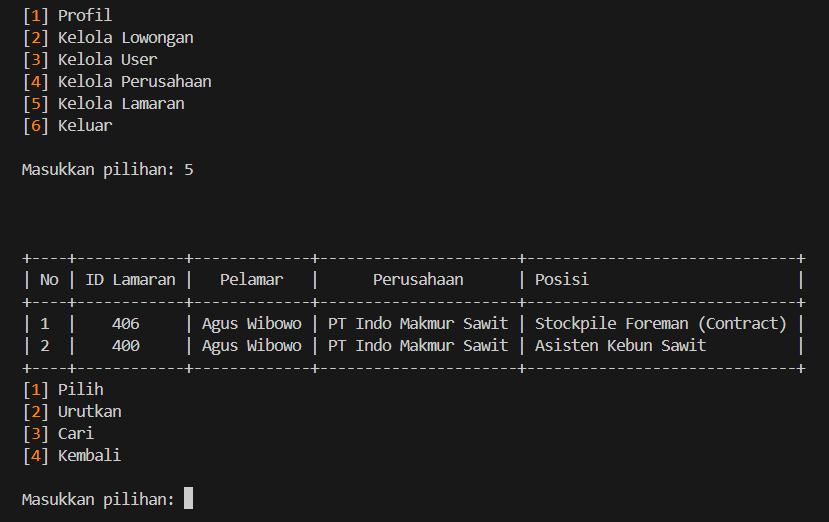 [1] Profil
[2] Kelola Lowongan
[3] Kelola User
[4] Kelola Perusahaan
[5] Kelola Lamaran
[6] Keluar
Masukkan pilihan: 5
+----+------------+-------------+----------------------+------------------------------+
| No | ID Lamaran |   Pelamar   |      Perusahaan      | Posisi                       |
+----+------------+-------------+----------------------+------------------------------+
| 1  |    406     | Agus Wibowo | PT Indo Makmur Sawit | Stockpile Foreman (Contract) |
| 2  |    400     | Agus Wibowo | PT Indo Makmur Sawit | Asisten Kebun Sawit          |
+----+------------+-------------+----------------------+------------------------------+
[1] Pilih
[2] Urutkan
[3] Cari
[4] Kembali
Masukkan pilihan: